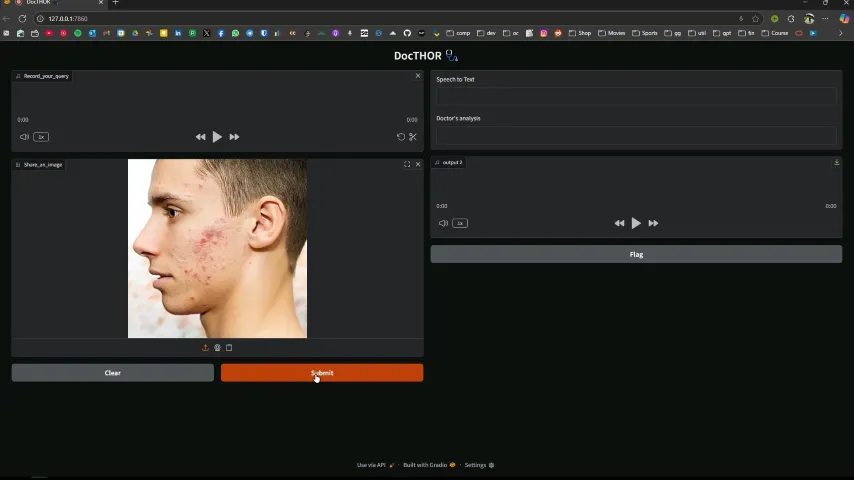 DocTHOR
127.0.0.1:7860
comp
dev
oc
Shop
Movies
Sports
gg
util
gpt
fin
Course
DocTHOR
Record_your_query
0:00
0:00
1x
Share_an_image
Clear
Submit
Speech to Text
Doctor's analysis
output 2
0:00
0:00
1x
Flag
Use via API
Built with Gradio
Settings